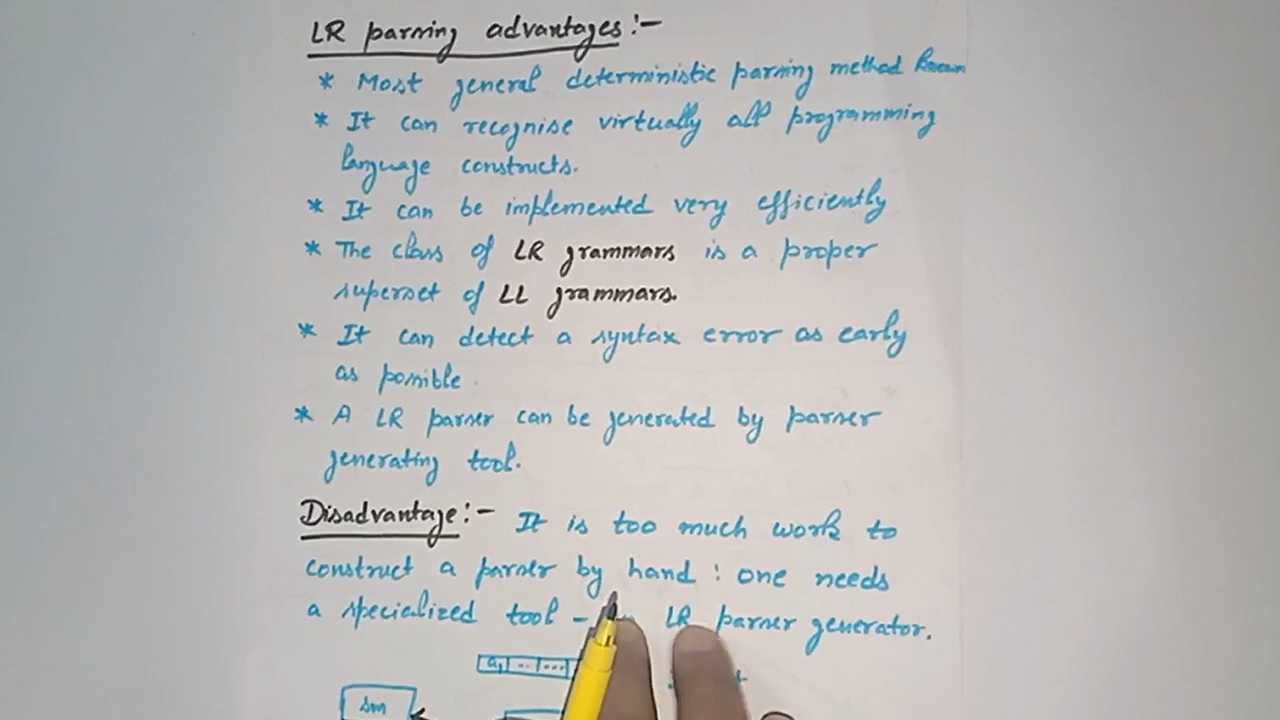 LR parsing advantages :-
* Most general deterministic parsing method known
* It can recognise virtually all programming
language constructs.
* It can be implemented very efficiently
* The class of LR grammars is a proper
superset of LL grammars.
* It can detect a syntax error as early
as possible.
* A LR parser can be generated by parser
generating tool.
Disadvantage :- It is too much work to
construct a parser by hand : one needs
a specialized tool - LR parser generator.
a1 .. ...
Sm